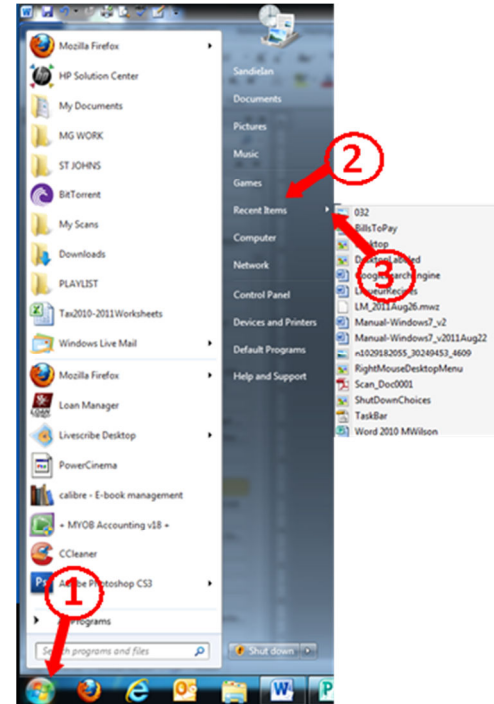 Mozilla Firefox
HP Solution Center
My Documents
MG WORK
ST JOHNS
BitTorrent
My Scans
Downloads
PLAYLIST
Tax2010-2011Worksheets
Windows Live Mail
Mozilla Firefox
Loan Manager
Livescribe Desktop
PowerCinema
calibre - E-book management
- MYOB Accounting v18 -
CCleaner
Adobe Photoshop CS3
1
Programs
Search programs and files
Sandielan
Documents
Pictures
Music
2
Games
Recent Items
Computer
Network
Control Panel
Devices and Printers
Default Programs
Help and Support
Shut down
3
032
BillsToPay
Desktop
DesktopLabeled
GoogleSearchEngine
LiqueurRecipes
LM_2011Aug26.mwz
Manual-Windows7_v2
Manual-Windows7_v2011Aug22
n1029182055_30249453_4609
RightMouseDesktopMenu
Scan_Doc0001
ShutDownChoices
TaskBar
Word 2010 MWilson